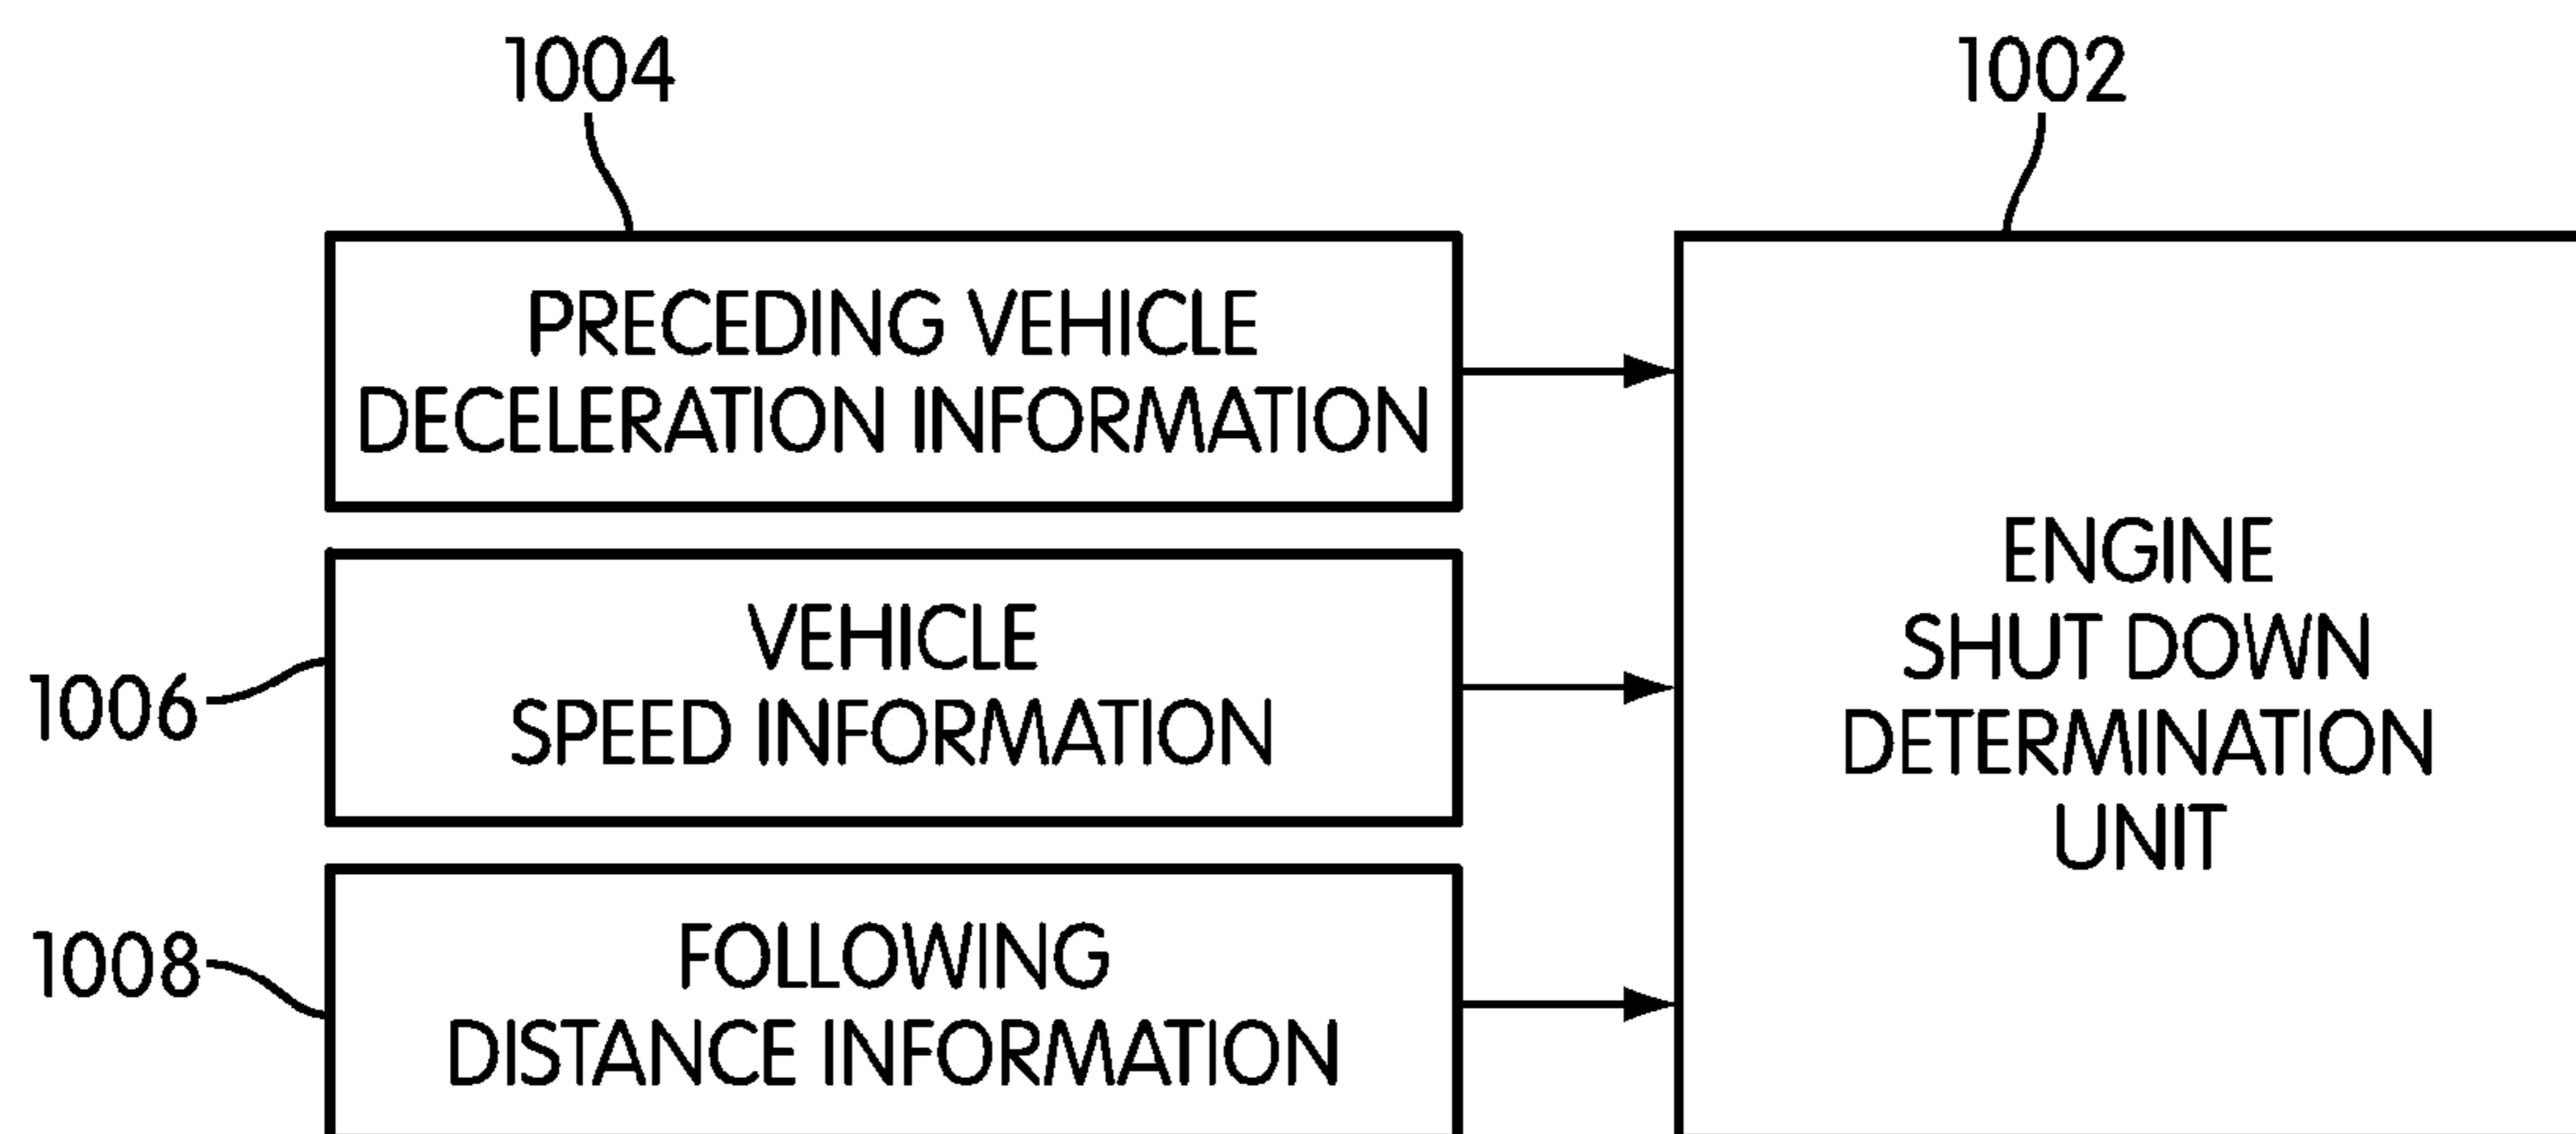 1004
1002
PRECEDING VEHICLE
DECELERATION INFORMATION
VEHICLE
SPEED INFORMATION
1006
FOLLOWING
DISTANCE INFORMATION
1008
ENGINE
SHUT DOWN
DETERMINATION
UNIT